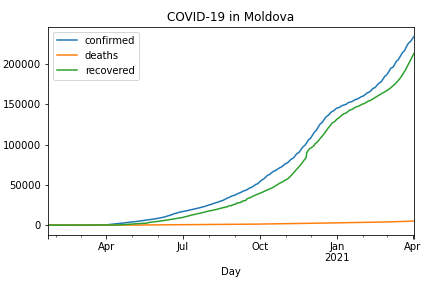 COVID-19 in Moldova
confirmed
deaths
recovered
200000
150000
100000
50000
0
Apr Jul Oct Jan Apr
2021
Day